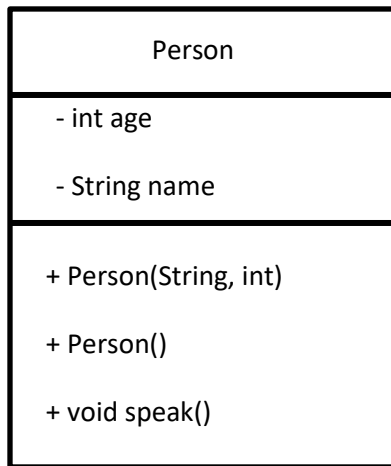 Person
- int age
- String name
+ Person(String, int)
+ Person()
+ void speak()